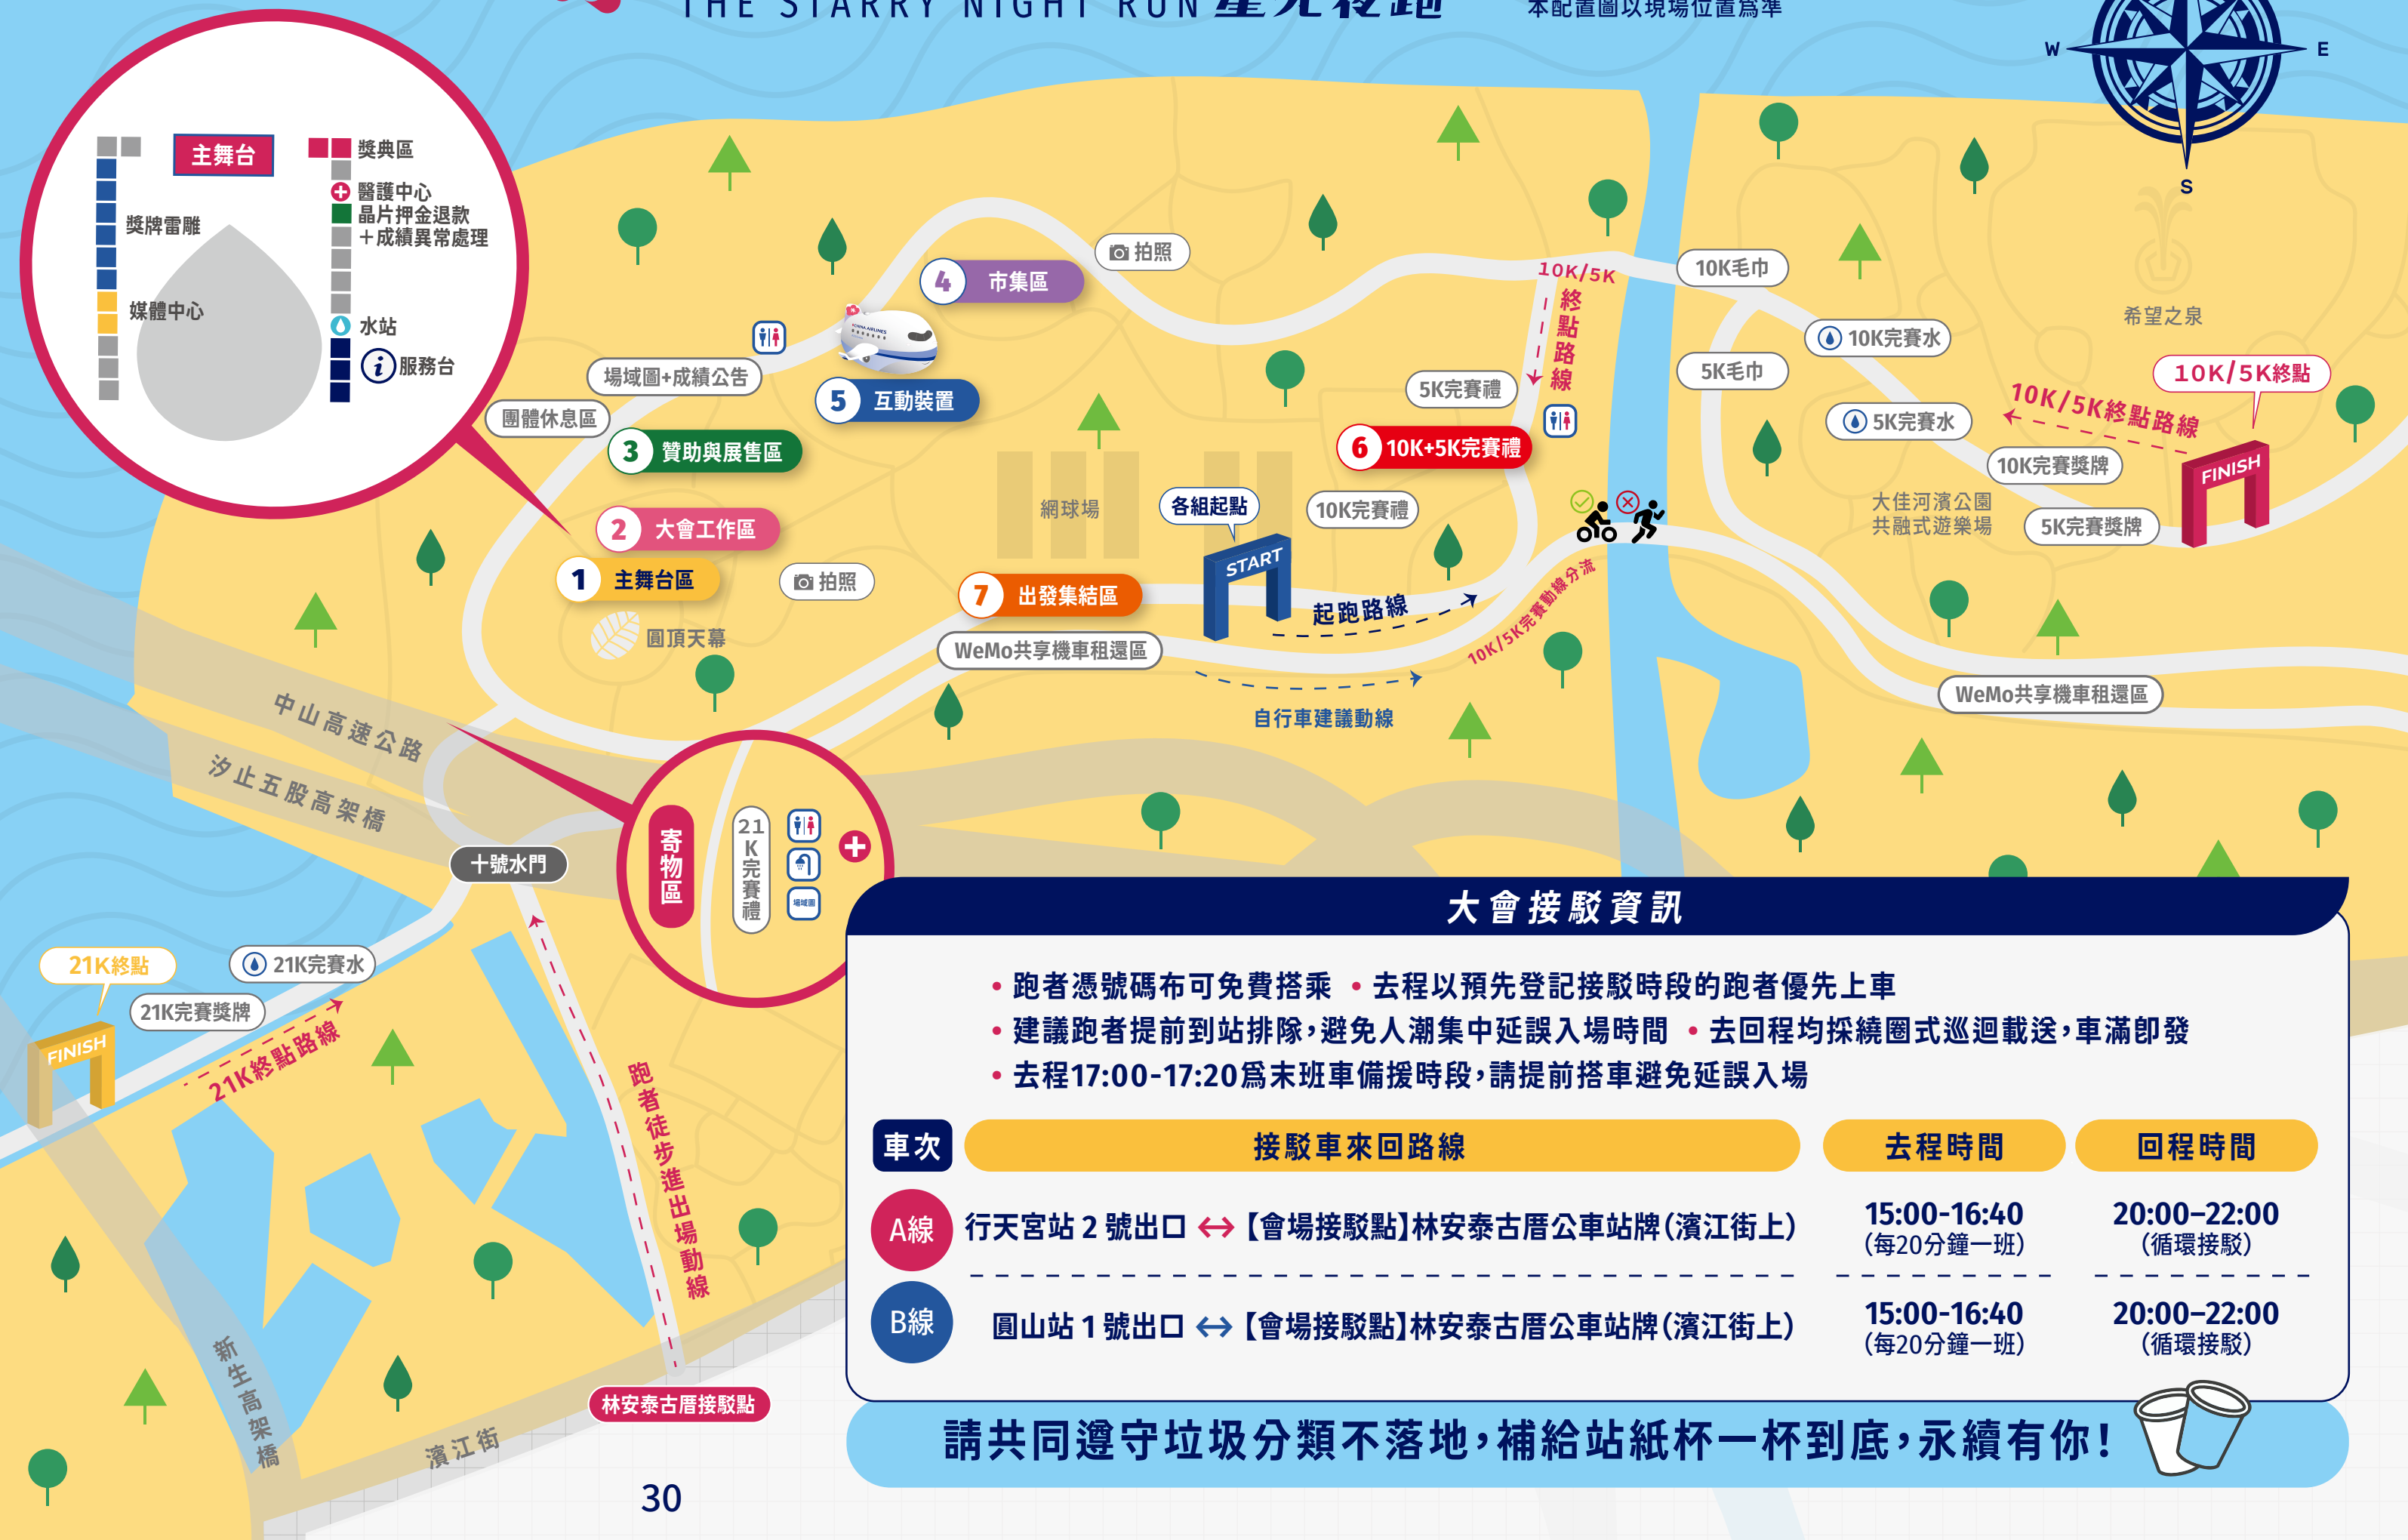 THE STARRY NIGHT RUN 星光夜跑
本配置圖以現場位置為準
W
E
S
主舞台
獎典區
醫護中心
晶片押金退款
＋成績異常處理
獎牌雷雕
媒體中心
水站
i 服務台
4 市集區
拍照
場域圖+成績公告
團體休息區
5 互動裝置
3 贊助與展售區
2 大會工作區
1 主舞台區
拍照
圓頂天幕
網球場
各組起點
START
7 出發集結區
WeMo共享機車租還區
起跑路線
自行車建議動線
10K/5K完賽動線分流
10K/5K
終點路線
5K完賽禮
6 10K+5K完賽禮
10K完賽禮
10K毛巾
5K毛巾
10K完賽水
5K完賽水
希望之泉
10K/5K終點
10K/5K終點路線
FINISH
10K完賽獎牌
5K完賽獎牌
大佳河濱公園
共融式遊樂場
WeMo共享機車租還區
中山高速公路
汐止五股高架橋
十號水門
寄物區
21K完賽禮
場域圖
21K終點
21K完賽水
21K完賽獎牌
FINISH
21K終點路線
跑者徒步進出場動線
新生高架橋
濱江街
林安泰古厝接駁點
30
大會接駁資訊
• 跑者憑號碼布可免費搭乘 • 去程以預先登記接駁時段的跑者優先上車
• 建議跑者提前到站排隊，避免人潮集中延誤入場時間 • 去回程均採繞圈式巡迴載送，車滿即發
• 去程17:00-17:20為末班車備援時段，請提前搭車避免延誤入場
車次 接駁車來回路線 去程時間 回程時間
A線 行天宮站 2 號出口 ↔【會場接駁點】林安泰古厝公車站牌（濱江街上） 15:00-16:40 20:00–22:00
（每20分鐘一班） （循環接駁）
B線 圓山站 1 號出口 ↔【會場接駁點】林安泰古厝公車站牌（濱江街上） 15:00-16:40 20:00–22:00
（每20分鐘一班） （循環接駁）
請共同遵守垃圾分類不落地，補給站紙杯一杯到底，永續有你！